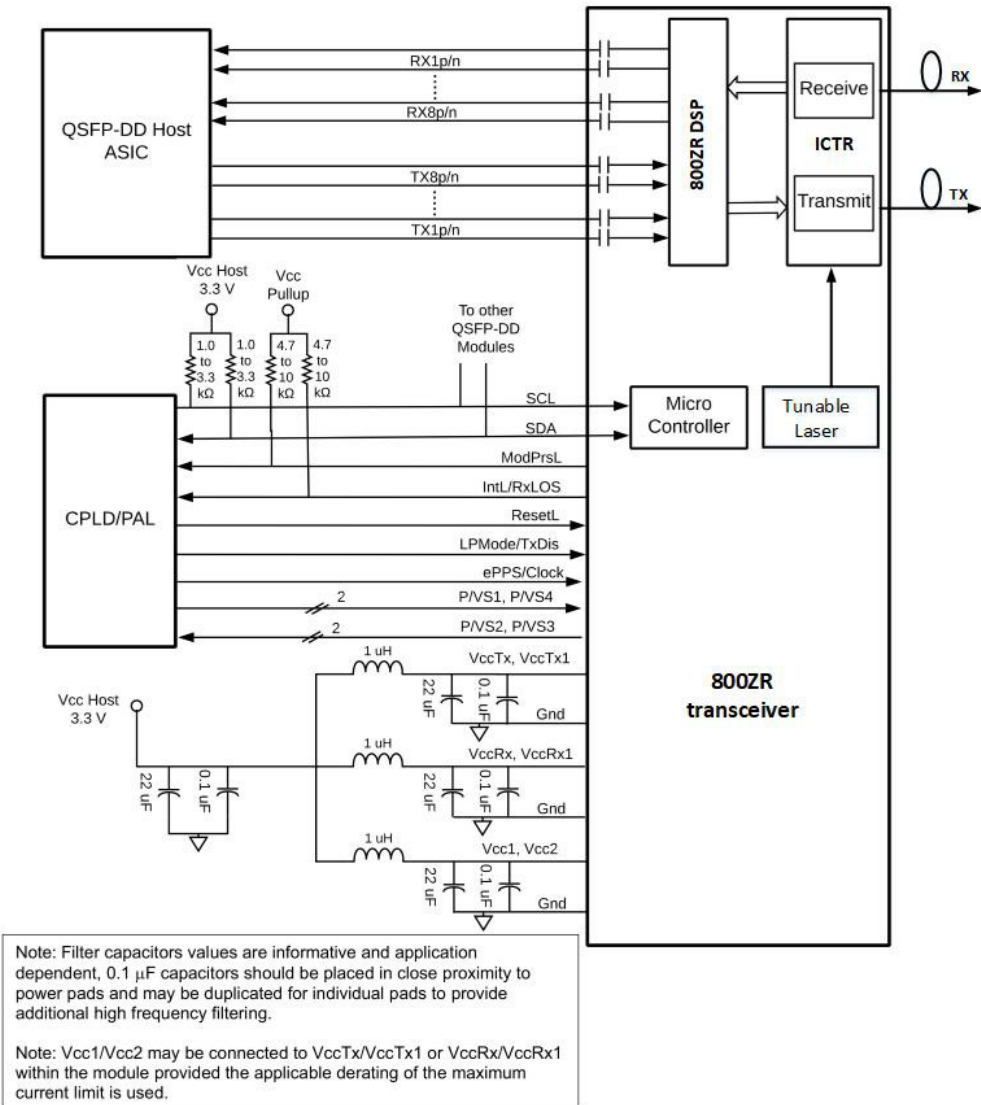 RX1p/n
RX8p/n
TX8p/n
TX1p/n
QSFP-DD Host
ASIC
800ZR DSP
Receive
ICTR
Transmit
RX
TX
Vcc Host
3.3 V
Vcc
Pullup
1.0
to
3.3
kΩ
1.0
to
3.3
kΩ
4.7
to
10
kΩ
4.7
to
10
kΩ
To other
QSFP-DD
Modules
SCL
SDA
ModPrsL
IntL/RxLOS
ResetL
LPMode/TxDis
ePPS/Clock
2
P/VS1, P/VS4
2
P/VS2, P/VS3
CPLD/PAL
Micro
Controller
Tunable
Laser
800ZR
transceiver
Vcc Host
3.3 V
22 uF
0.1 uF
1 uH
VccTx, VccTx1
22 uF
0.1 uF
Gnd
1 uH
VccRx, VccRx1
22 uF
0.1 uF
Gnd
1 uH
Vcc1, Vcc2
22 uF
0.1 uF
Gnd
Note: Filter capacitors values are informative and application
dependent, 0.1 μF capacitors should be placed in close proximity to
power pads and may be duplicated for individual pads to provide
additional high frequency filtering.
Note: Vcc1/Vcc2 may be connected to VccTx/VccTx1 or VccRx/VccRx1
within the module provided the applicable derating of the maximum
current limit is used.